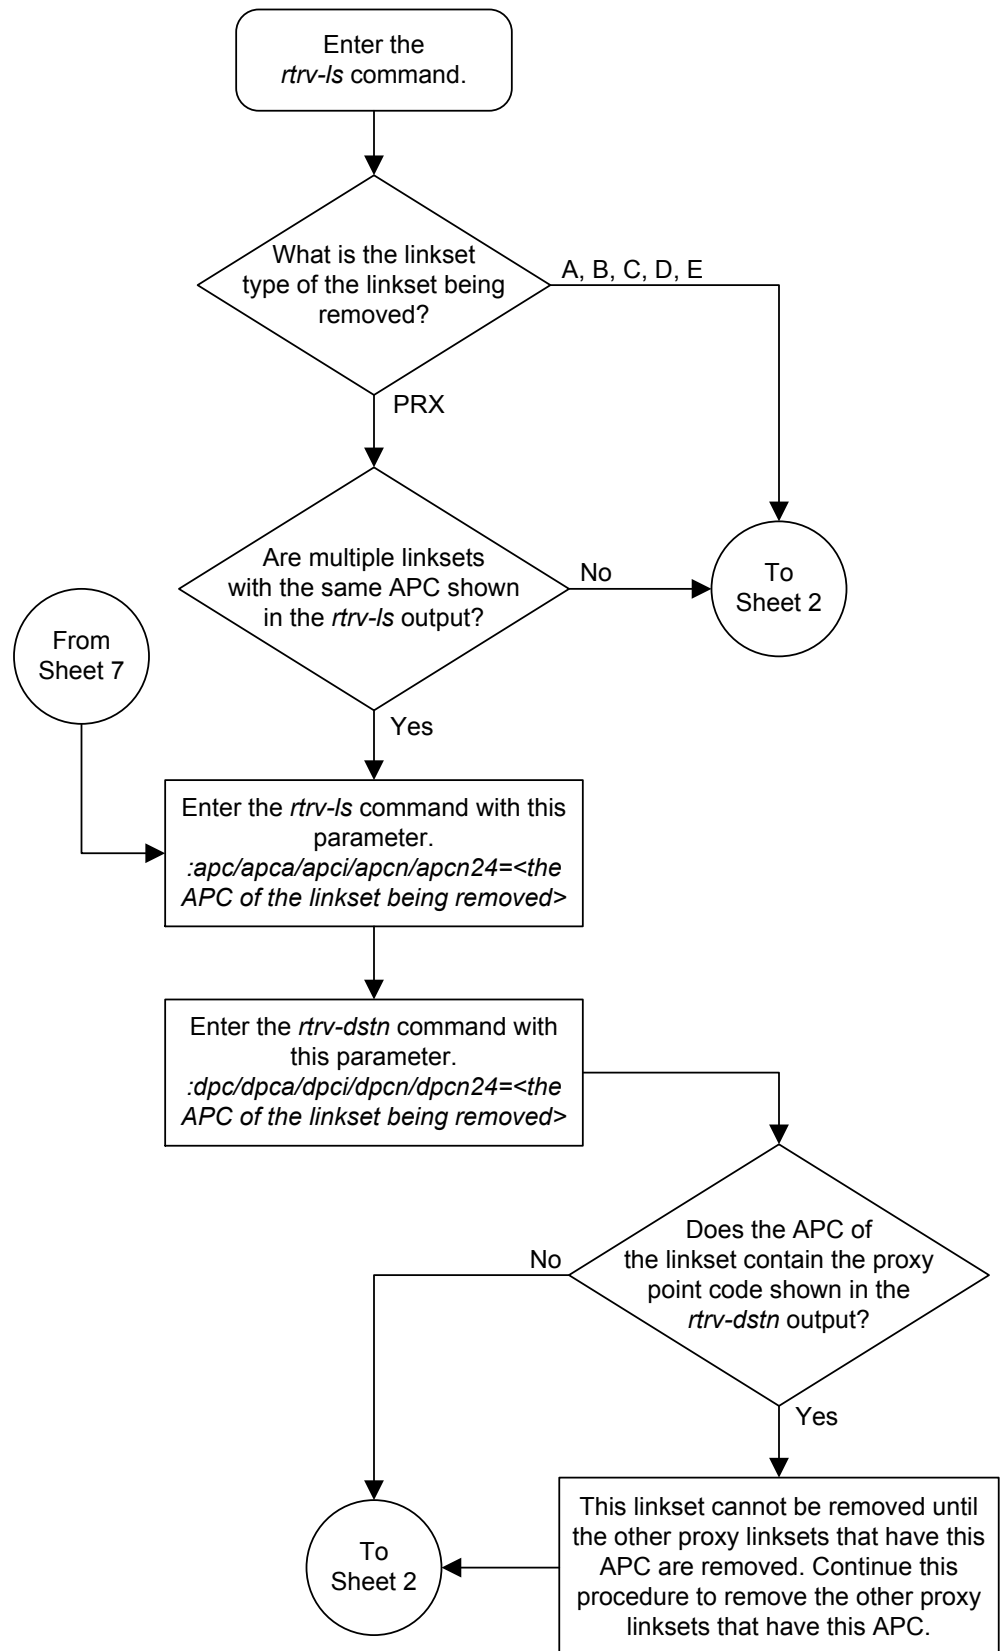 Enter the
rtrv-ls command.
What is the linkset
type of the linkset being
removed?
A, B, C, D, E
PRX
Are multiple linksets
with the same APC shown
in the rtrv-ls output?
No
To
Sheet 2
From
Sheet 7
Yes
Enter the rtrv-ls command with this
parameter.
:apc/apca/apci/apcn/apcn24=<the
APC of the linkset being removed>
Enter the rtrv-dstn command with
this parameter.
:dpc/dpca/dpci/dpcn/dpcn24=<the
APC of the linkset being removed>
Does the APC of
the linkset contain the proxy
point code shown in the
rtrv-dstn output?
No
Yes
This linkset cannot be removed until
the other proxy linksets that have this
APC are removed. Continue this
procedure to remove the other proxy
linksets that have this APC.
To
Sheet 2